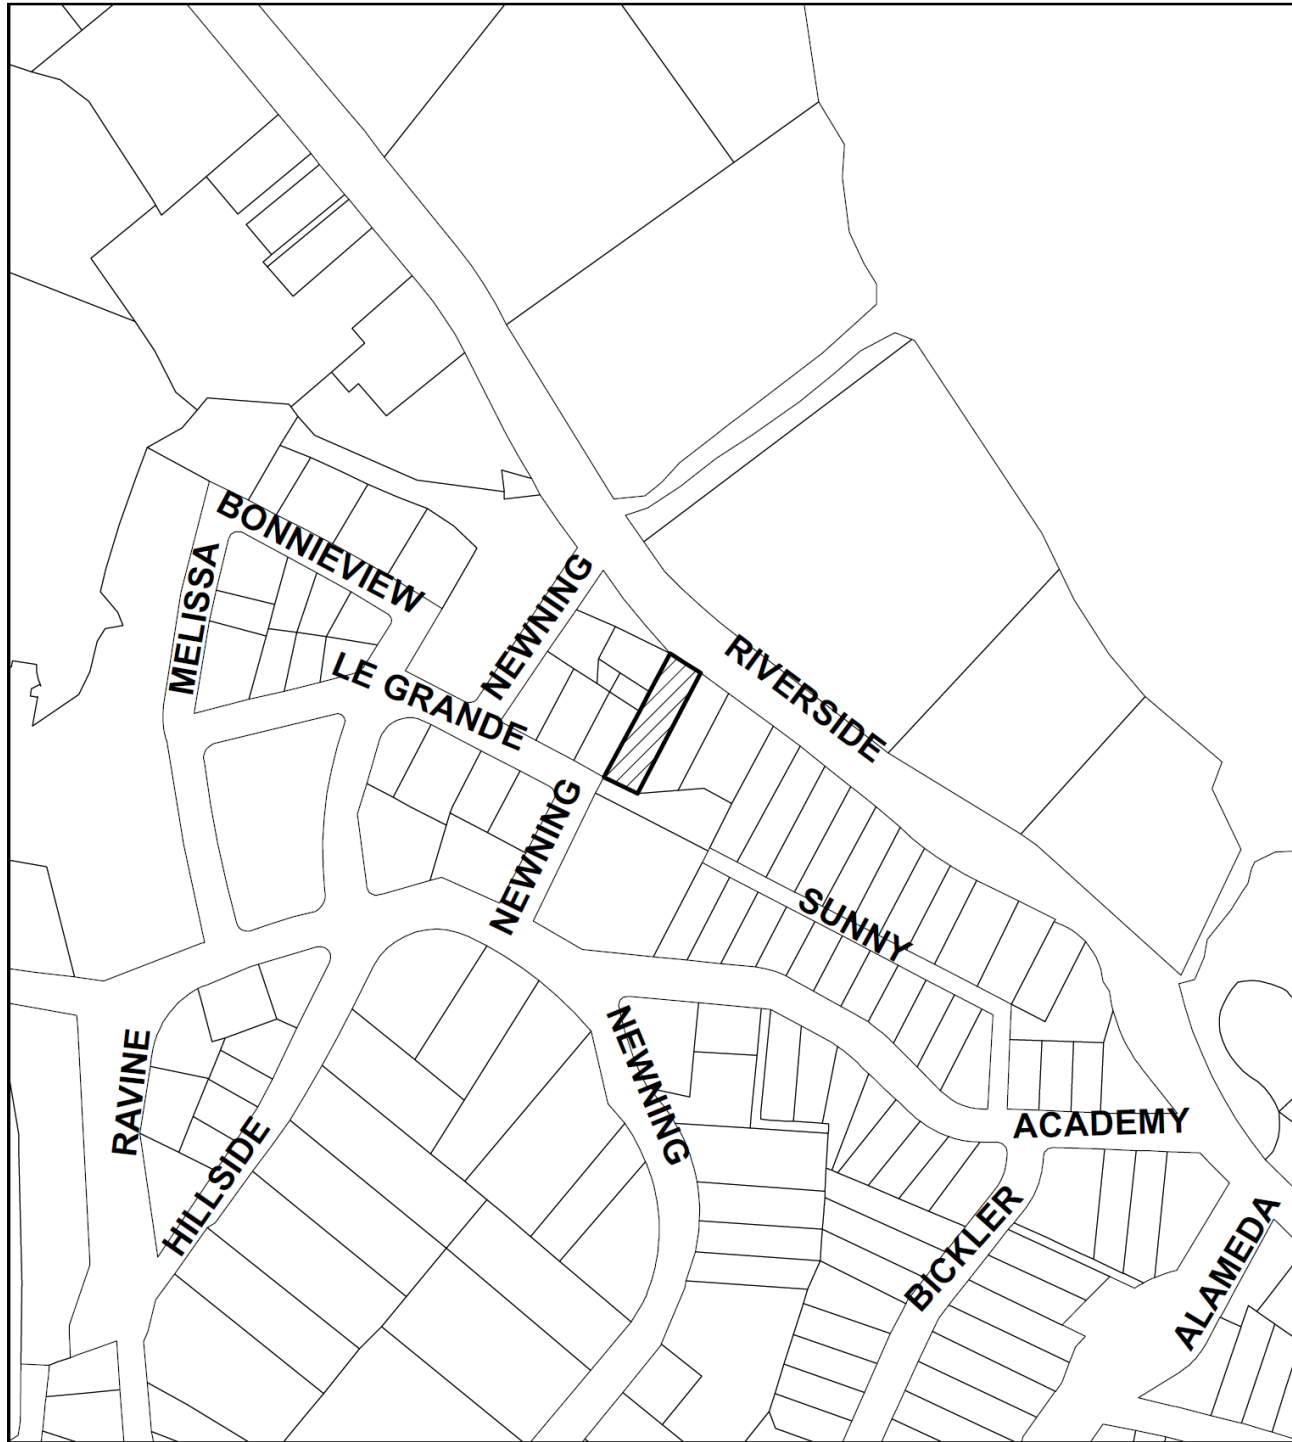 BONNIEVIEW
MELISSA
NEWNING
LE GRANDE
RIVERSIDE
NEWNING
SUNNY
RAVINE
HILLSIDE
NEWNING
ACADEMY
BICKLER
ALAMEDA